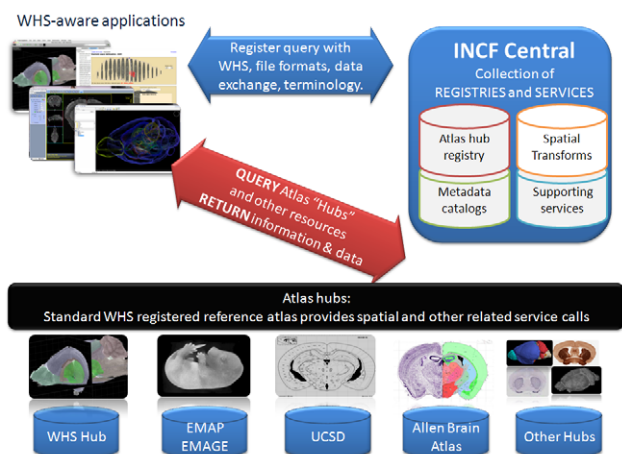 WHS-aware applications
Register query with
WHS, file formats, data
exchange, terminology.
INCF Central
Collection of
REGISTRIES and SERVICES
Atlas hub
registry
Spatial
Transforms
Metadata
catalogs
Supporting
services
QUERY Atlas “Hubs”
and other resources
RETURN information & data
Atlas hubs:
Standard WHS registered reference atlas provides spatial and other related service calls
WHS Hub
EMAP
EMAGE
UCSD
Allen Brain
Atlas
Other Hubs